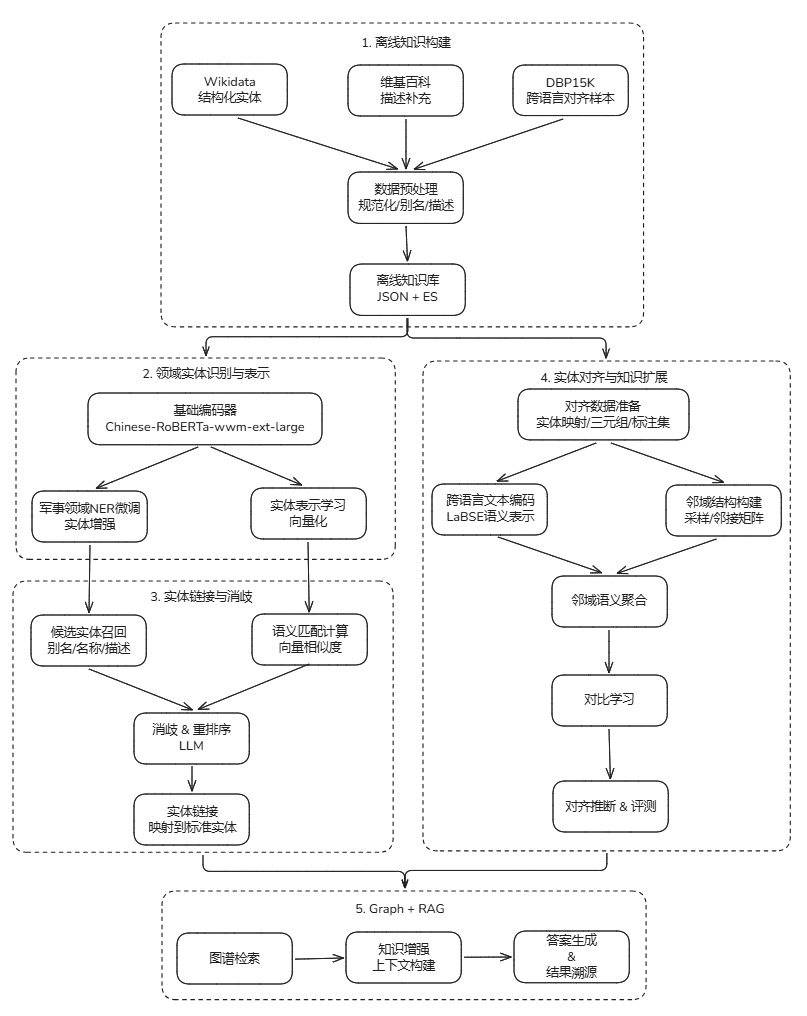 1. 离线知识构建
Wikidata
结构化实体
维基百科
描述补充
DBP15K
跨语言对齐样本
数据预处理
规范化/别名/描述
离线知识库
JSON + ES
2. 领域实体识别与表示
基础编码器
Chinese-RoBERTa-wwm-ext-large
军事领域NER微调
实体增强
实体表示学习
向量化
3. 实体链接与消歧
候选实体召回
别名/名称/描述
语义匹配计算
向量相似度
消歧 & 重排序
LLM
实体链接
映射到标准实体
4. 实体对齐与知识扩展
对齐数据准备
实体映射/三元组/标注集
跨语言文本编码
LaBSE语义表示
邻域结构构建
采样/邻接矩阵
邻域语义聚合
对比学习
对齐推断 & 评测
5. Graph + RAG
图谱检索
知识增强
上下文构建
答案生成
&
结果溯源